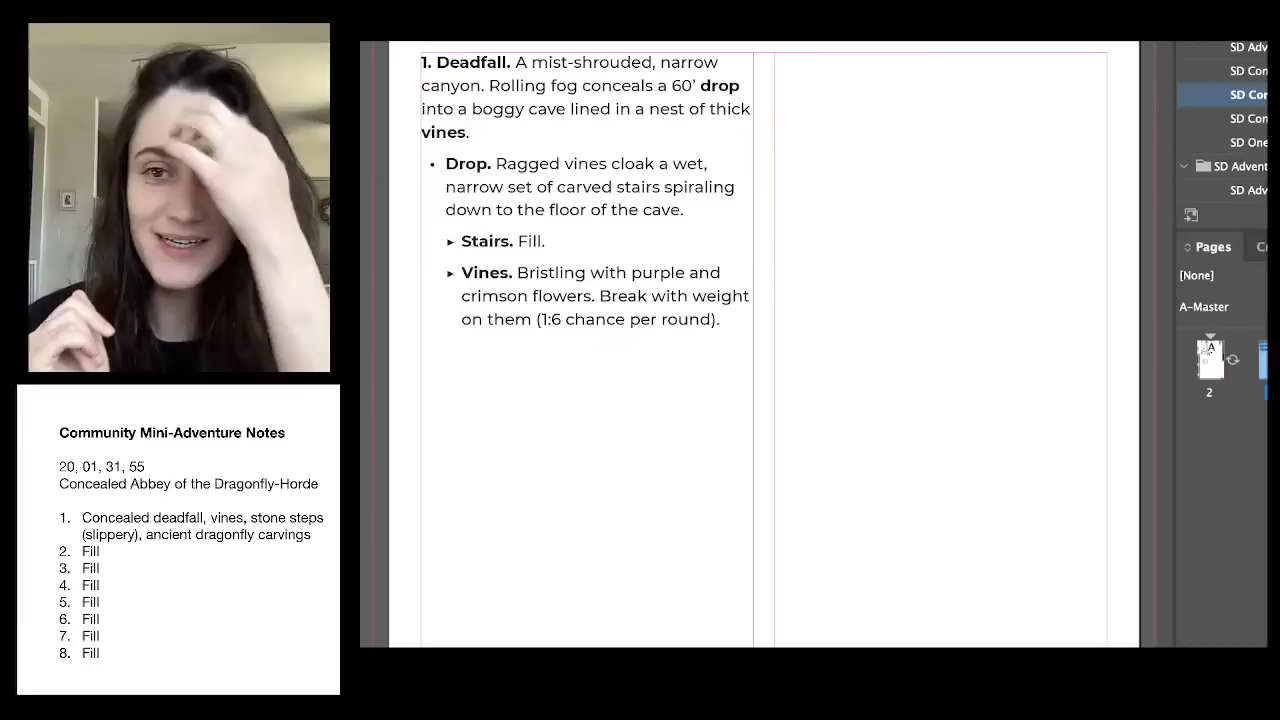 1. Deadfall. A mist-shrouded, narrow
canyon. Rolling fog conceals a 60’ drop
into a boggy cave lined in a nest of thick
vines.
• Drop. Ragged vines cloak a wet,
narrow set of carved stairs spiraling
down to the floor of the cave.
▸ Stairs. Fill.
▸ Vines. Bristling with purple and
crimson flowers. Break with weight
on them (1:6 chance per round).
Community Mini-Adventure Notes
20, 01, 31, 55
Concealed Abbey of the Dragonfly-Horde
1. Concealed deadfall, vines, stone steps
(slippery), ancient dragonfly carvings
2. Fill
3. Fill
4. Fill
5. Fill
6. Fill
7. Fill
8. Fill
SD Con
SD Cor
SD Con
SD One
SD Advent
SD Adv
Pages
[None]
A-Master
A
2